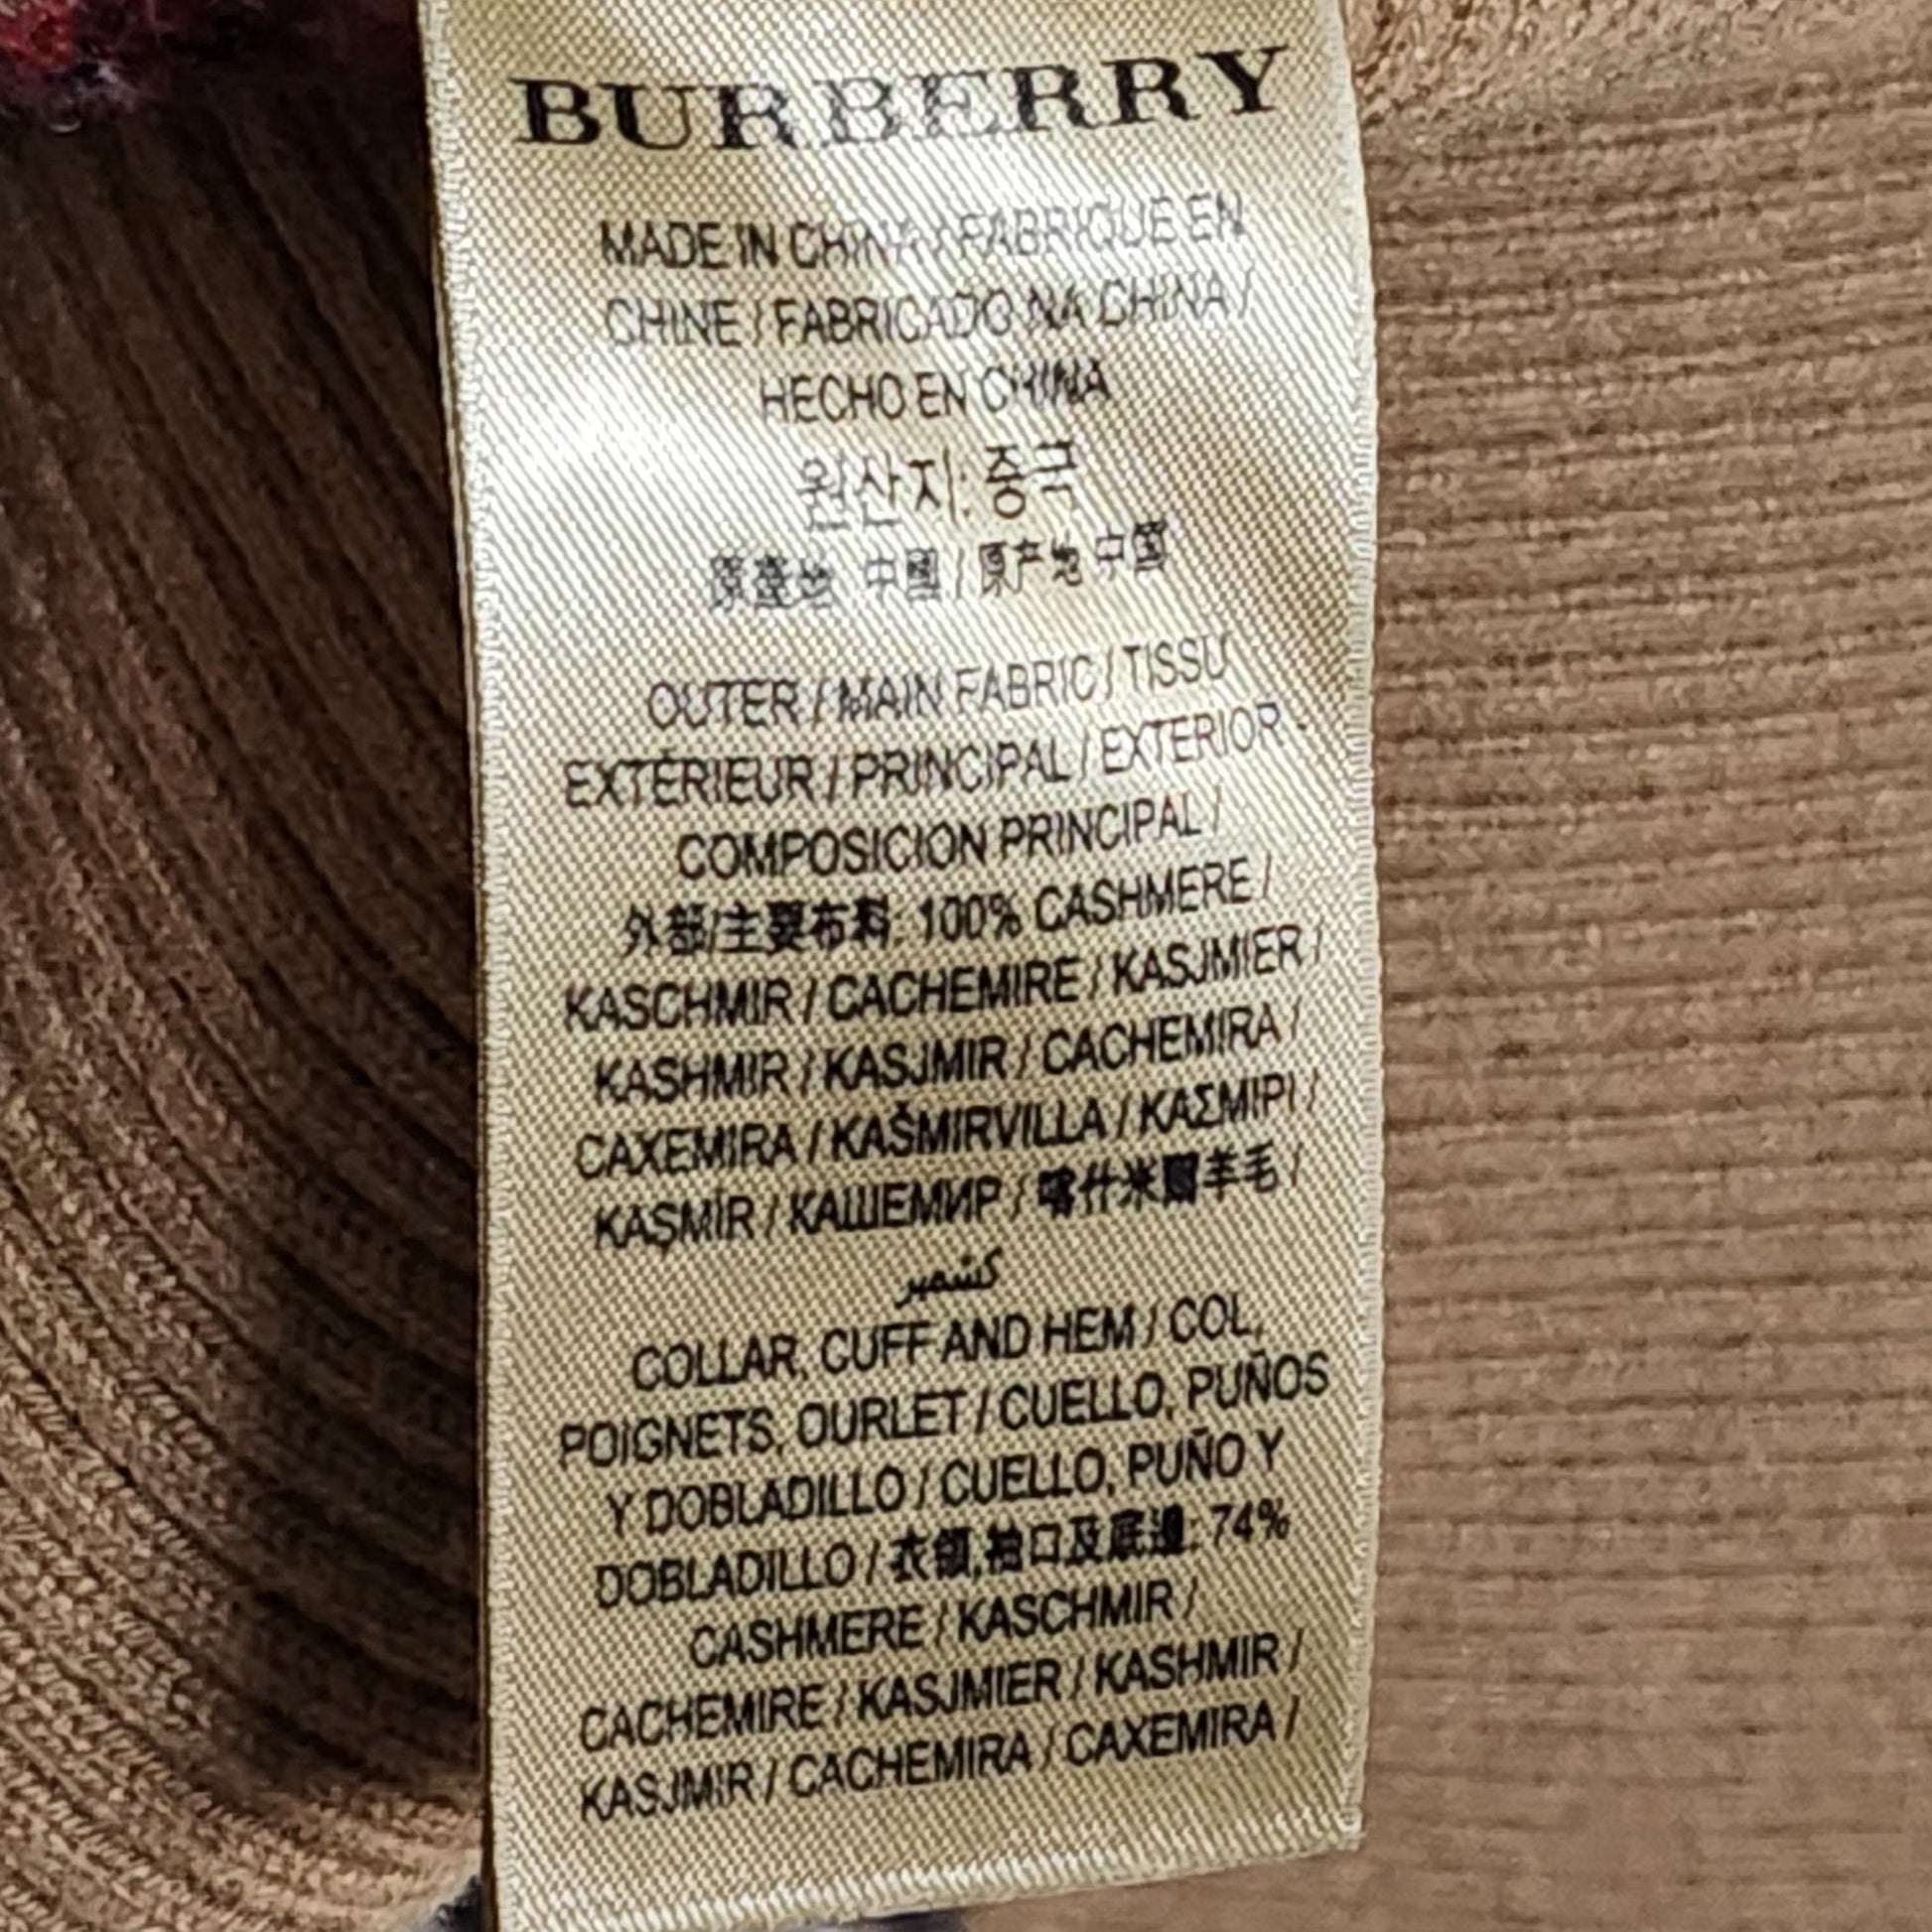 BURBERRY
MADE IN CHINA / FABRIQUE EN
CHINE / FABRICADO NA CHINA /
HECHO EN CHINA
원산지: 중국
原產地: 中國 / 原产地 中国
OUTER / MAIN FABRIC / TISSU
EXTÉRIEUR / PRINCIPAL / EXTERIOR -
COMPOSICION PRINCIPAL /
外部/主要布料: 100% CASHMERE /
KASCHMIR / CACHEMIRE / KASJMIER /
KASHMIR / KASJMIR / CACHEMIRA /
CAXEMIRA / KAŠMIRVILLA / ΚΑΣΜΙΡΙ /
KAŞMİR / КАШЕМИР / 喀什米爾羊毛 /
كشمير
COLLAR, CUFF AND HEM / COL,
POIGNETS, OURLET / CUELLO, PUÑOS
Y DOBLADILLO / CUELLO, PUÑO Y
DOBLADILLO / 衣領,袖口及底邊: 74%
CASHMERE / KASCHMIR /
CACHEMIRE / KASJMIER / KASHMIR /
KASJMIR / CACHEMIRA / CAXEMIRA /